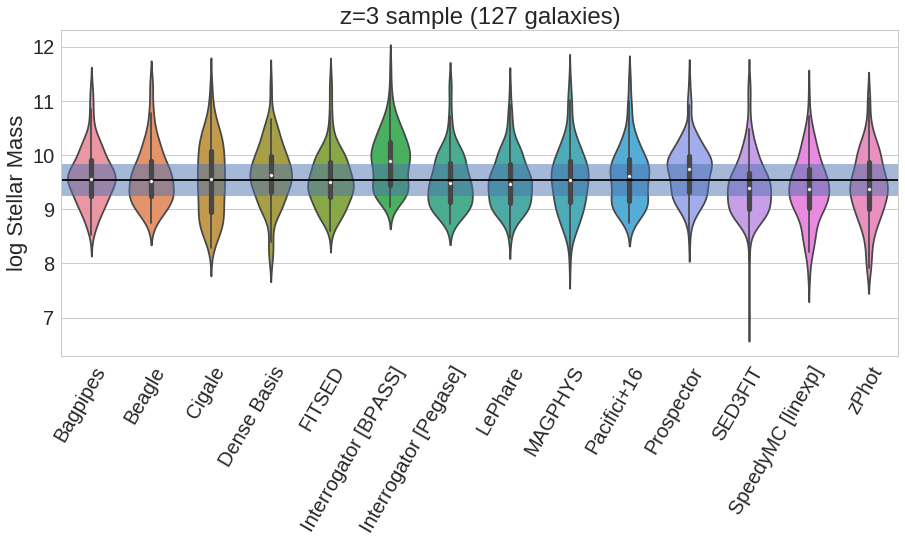 z=3 sample (127 galaxies)
log Stellar Mass
12
11
10
9
8
7
Bagpipes
Beagle
Cigale
Dense Basis
FITSED
Interrogator [BPASS]
Interrogator [Pegase]
LePhare
MAGPHYS
Pacifici+16
Prospector
SED3FIT
SpeedyMC [linexp]
zPhot